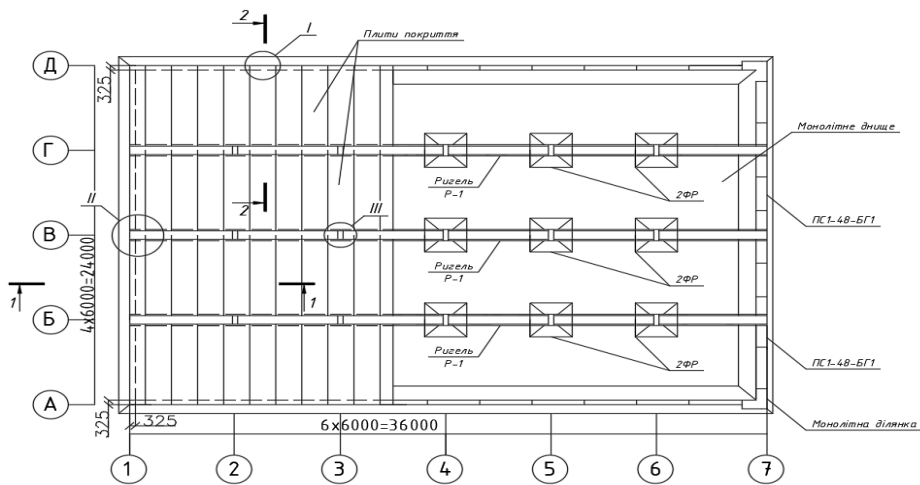 2
I
Плити покриття
Д
325
Монолітне днище
Г
Ригель
Р-1
2ФР
II
2
III
ПС1-48-БГ1
В
Ригель
Р-1
2ФР
4х6000=24000
1
1
Б
Ригель
Р-1
2ФР
ПС1-48-БГ1
А
325
325
6х6000=36000
Монолітна ділянка
1
2
3
4
5
6
7